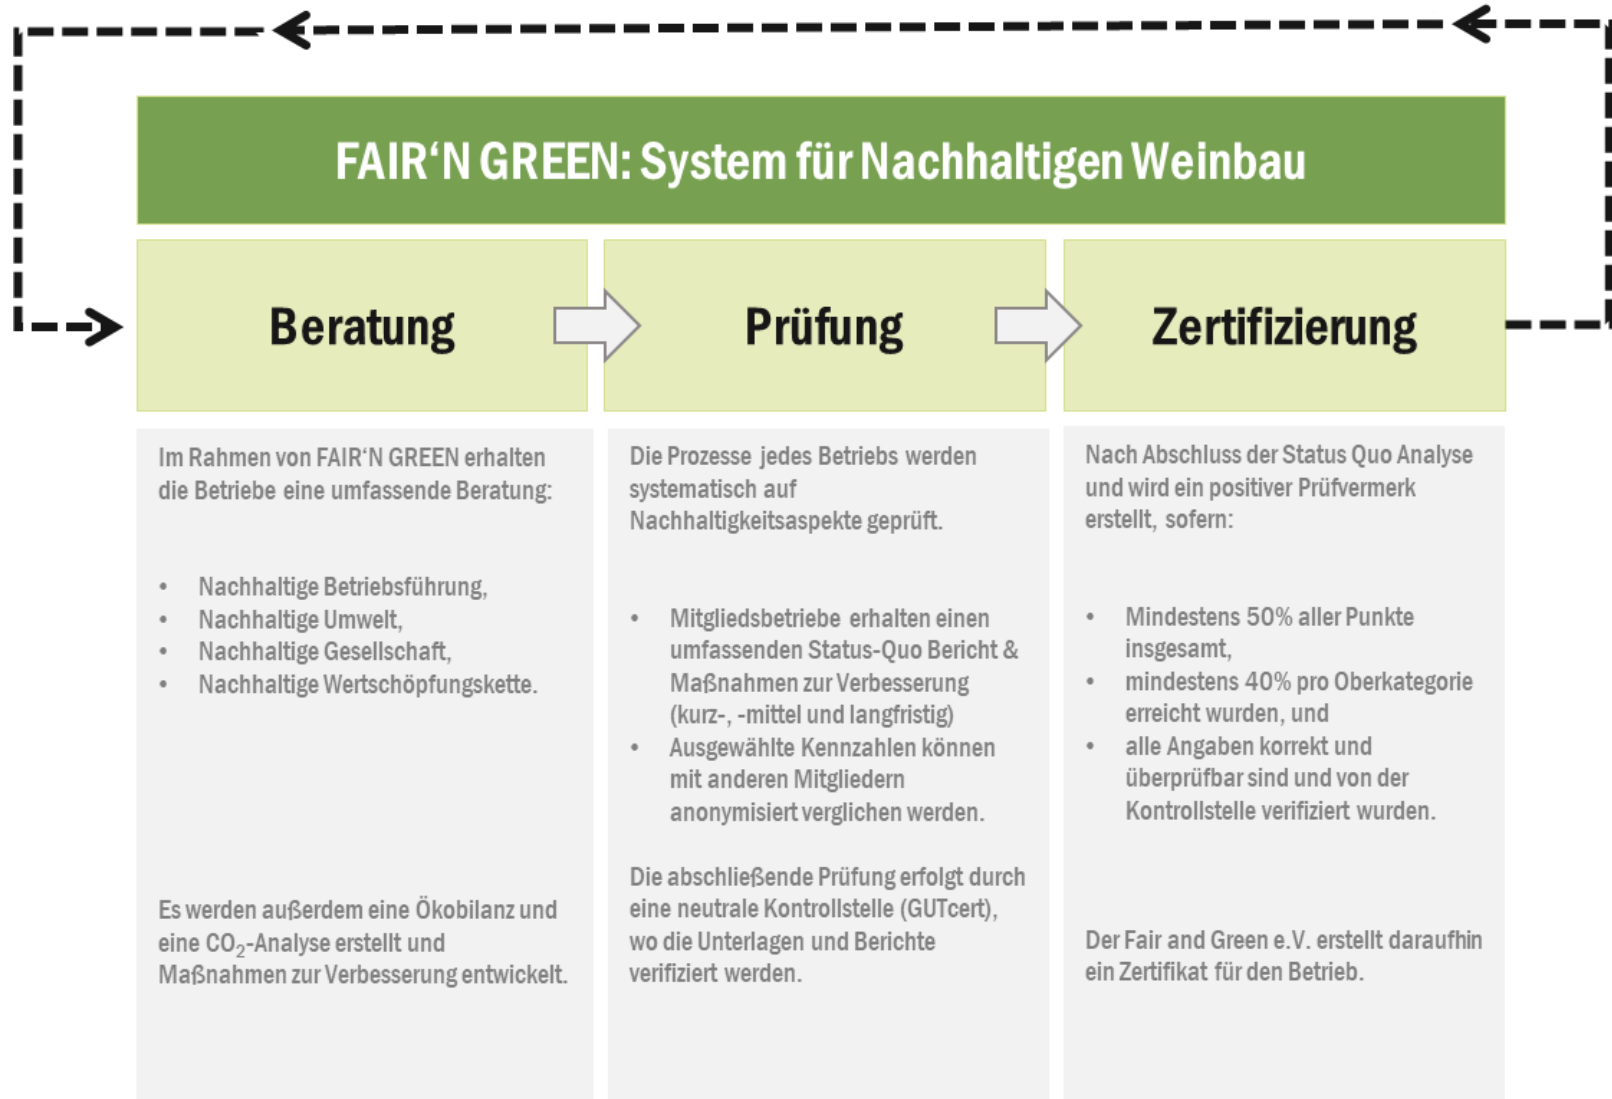 FAIR‘N GREEN: System für Nachhaltigen Weinbau
Beratung
Prüfung
Zertifizierung
Im Rahmen von FAIR‘N GREEN erhalten
die Betriebe eine umfassende Beratung:
• Nachhaltige Betriebsführung,
• Nachhaltige Umwelt,
• Nachhaltige Gesellschaft,
• Nachhaltige Wertschöpfungskette.
Es werden außerdem eine Ökobilanz und
eine CO₂-Analyse erstellt und
Maßnahmen zur Verbesserung entwickelt.
Die Prozesse jedes Betriebs werden
systematisch auf
Nachhaltigkeitsaspekte geprüft.
• Mitgliedsbetriebe erhalten einen
umfassenden Status-Quo Bericht &
Maßnahmen zur Verbesserung
(kurz-, -mittel und langfristig)
• Ausgewählte Kennzahlen können
mit anderen Mitgliedern
anonymisiert verglichen werden.
Die abschließende Prüfung erfolgt durch
eine neutrale Kontrollstelle (GUTcert),
wo die Unterlagen und Berichte
verifiziert werden.
Nach Abschluss der Status Quo Analyse
und wird ein positiver Prüfvermerk
erstellt, sofern:
• Mindestens 50% aller Punkte
insgesamt,
• mindestens 40% pro Oberkategorie
erreicht wurden, und
• alle Angaben korrekt und
überprüfbar sind und von der
Kontrollstelle verifiziert wurden.
Der Fair and Green e.V. erstellt daraufhin
ein Zertifikat für den Betrieb.